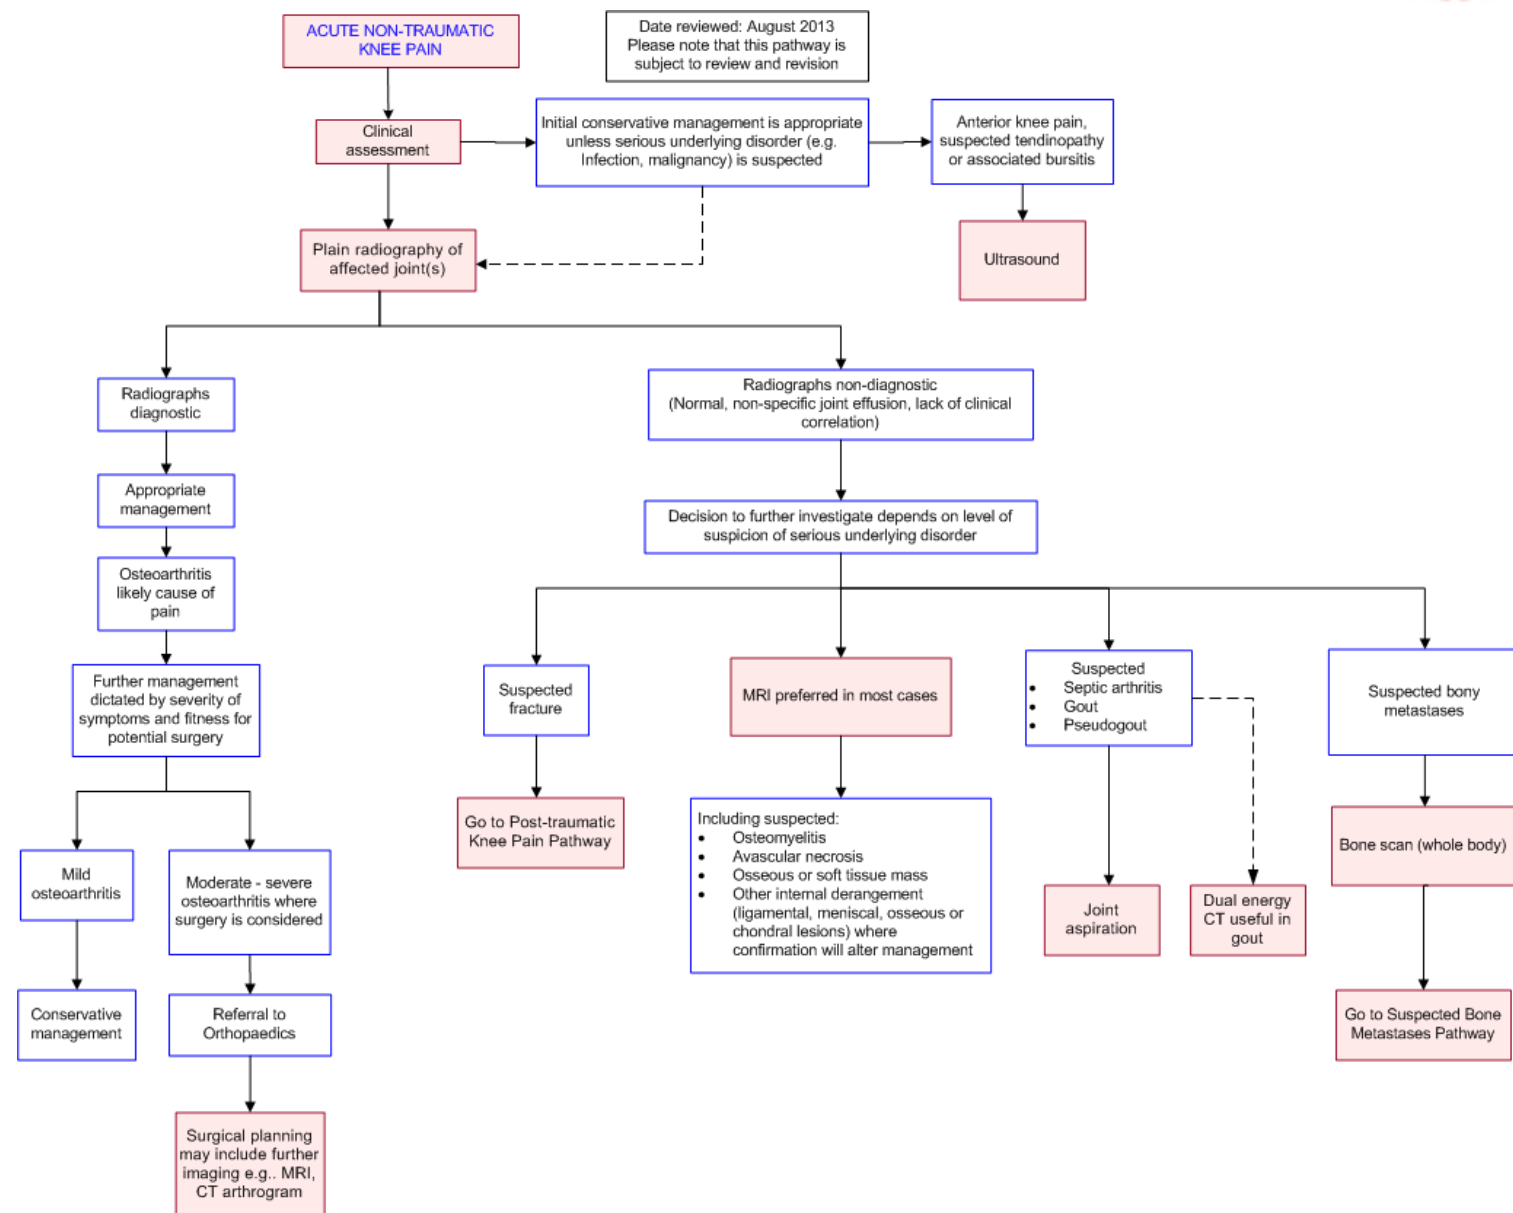 ACUTE NON-TRAUMATIC
KNEE PAIN
Date reviewed: August 2013
Please note that this pathway is
subject to review and revision
Clinical
assessment
Initial conservative management is appropriate
unless serious underlying disorder (e.g.
Infection, malignancy) is suspected
Anterior knee pain,
suspected tendinopathy
or associated bursitis
Plain radiography of
affected joint(s)
Ultrasound
Radiographs
diagnostic
Radiographs non-diagnostic
(Normal, non-specific joint effusion, lack of clinical
correlation)
Appropriate
management
Decision to further investigate depends on level of
suspicion of serious underlying disorder
Osteoarthritis
likely cause of
pain
Further management
dictated by severity of
symptoms and fitness for
potential surgery
Suspected
fracture
MRI preferred in most cases
Suspected
• Septic arthritis
• Gout
• Pseudogout
Suspected bony
metastases
Go to Post-traumatic
Knee Pain Pathway
Including suspected:
• Osteomyelitis
• Avascular necrosis
• Osseous or soft tissue mass
• Other internal derangement
(ligamental, meniscal, osseous or
chondral lesions) where
confirmation will alter management
Bone scan (whole body)
Mild
osteoarthritis
Moderate - severe
osteoarthritis where
surgery is considered
Joint
aspiration
Dual energy
CT useful in
gout
Conservative
management
Referral to
Orthopaedics
Go to Suspected Bone
Metastases Pathway
Surgical planning
may include further
imaging e.g.. MRI,
CT arthrogram